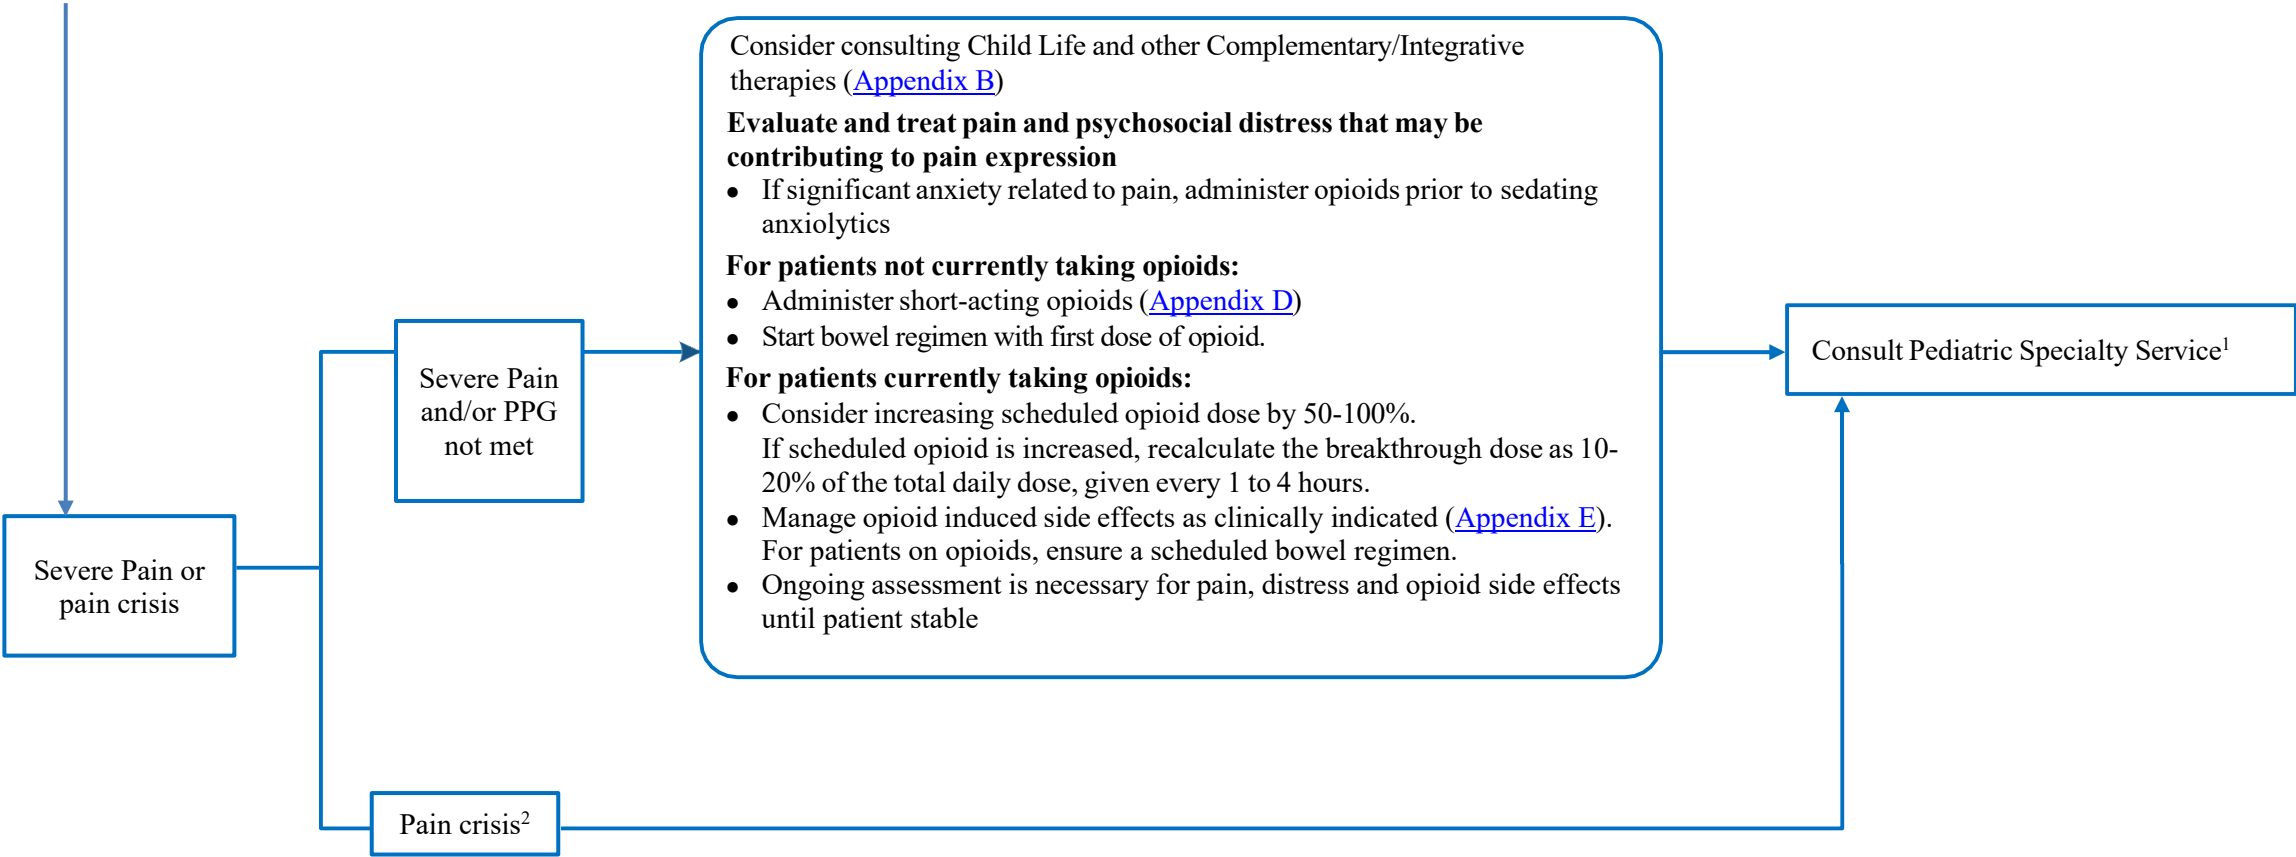 Consider consulting Child Life and other Complementary/Integrative
therapies (Appendix B)
Evaluate and treat pain and psychosocial distress that may be
contributing to pain expression
• If significant anxiety related to pain, administer opioids prior to sedating
anxiolytics
For patients not currently taking opioids:
• Administer short-acting opioids (Appendix D)
• Start bowel regimen with first dose of opioid.
For patients currently taking opioids:
• Consider increasing scheduled opioid dose by 50-100%.
If scheduled opioid is increased, recalculate the breakthrough dose as 10-
20% of the total daily dose, given every 1 to 4 hours.
• Manage opioid induced side effects as clinically indicated (Appendix E).
For patients on opioids, ensure a scheduled bowel regimen.
• Ongoing assessment is necessary for pain, distress and opioid side effects
until patient stable
Severe Pain
and/or PPG
not met
Consult Pediatric Specialty Service¹
Severe Pain or
pain crisis
Pain crisis²